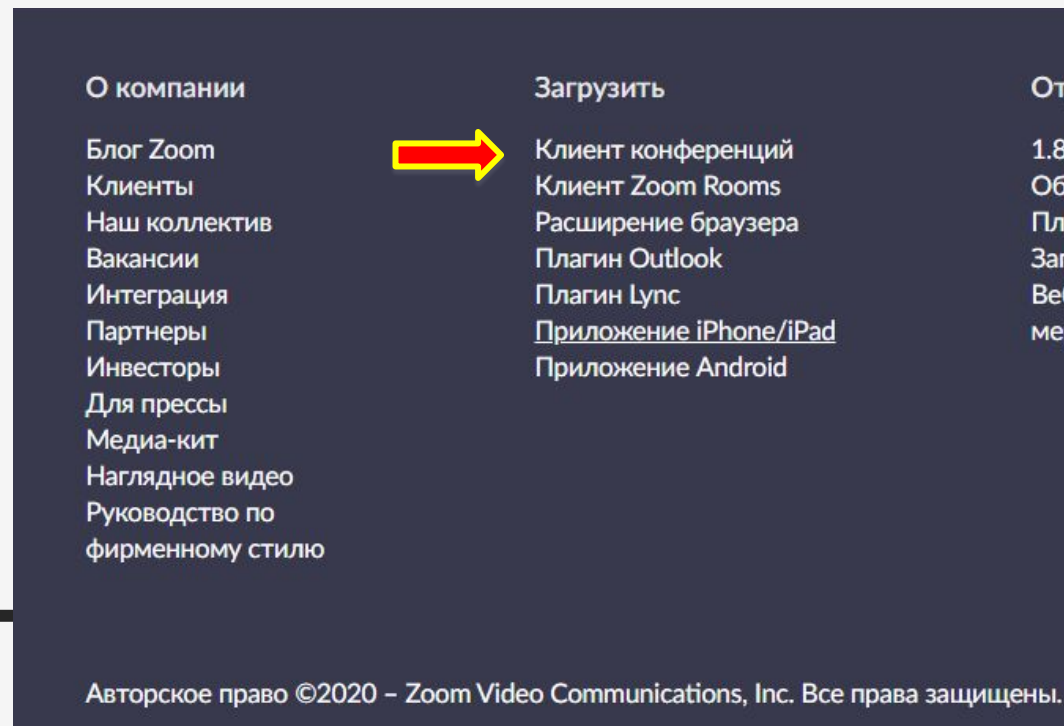 О компании
Блог Zoom
Клиенты
Наш коллектив
Вакансии
Интеграция
Партнеры
Инвесторы
Для прессы
Медиа-кит
Наглядное видео
Руководство по
фирменному стилю
Загрузить
Клиент конференций
Клиент Zoom Rooms
Расширение браузера
Плагин Outlook
Плагин Lync
Приложение iPhone/iPad
Приложение Android
Авторское право ©2020 – Zoom Video Communications, Inc. Все права защищены.